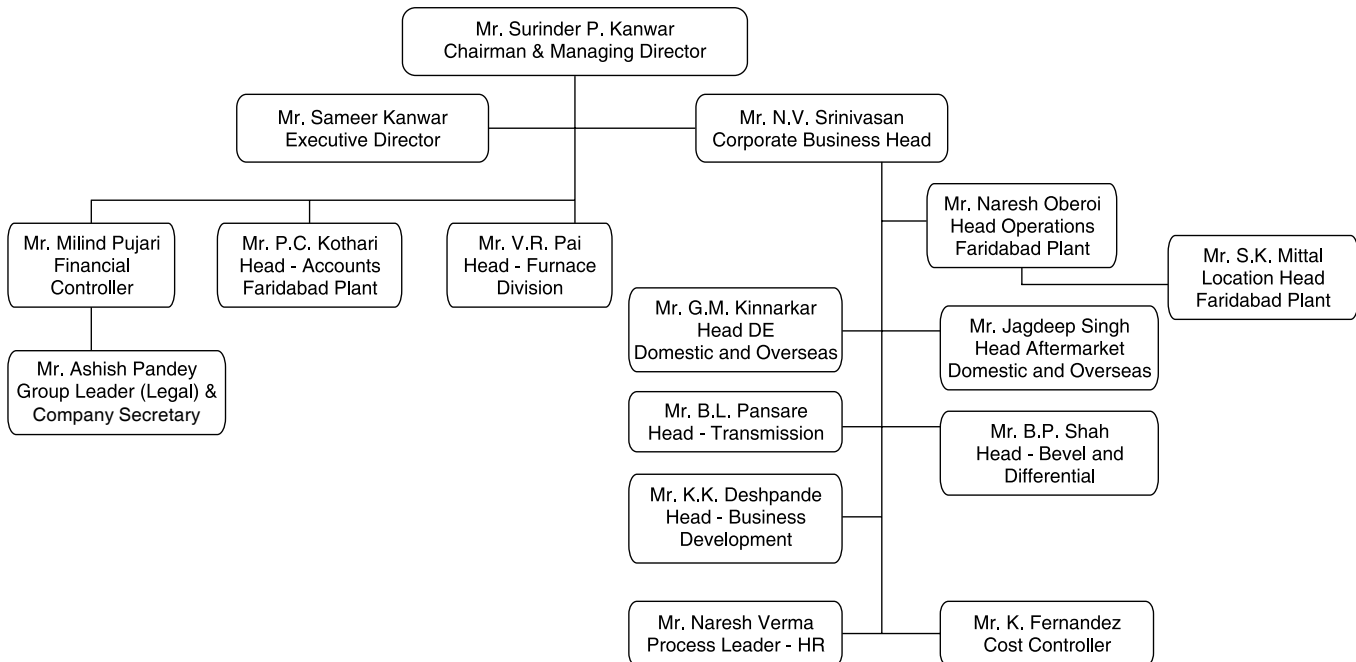 Mr. Surinder P. Kanwar
Chairman & Managing Director
Mr. Sameer Kanwar
Executive Director
Mr. N.V. Srinivasan
Corporate Business Head
Mr. Milind Pujari
Financial
Controller
Mr. P.C. Kothari
Head - Accounts
Faridabad Plant
Mr. V.R. Pai
Head - Furnace
Division
Mr. Naresh Oberoi
Head Operations
Faridabad Plant
Mr. S.K. Mittal
Location Head
Faridabad Plant
Mr. Ashish Pandey
Group Leader (Legal) &
Company Secretary
Mr. G.M. Kinnarkar
Head DE
Domestic and Overseas
Mr. Jagdeep Singh
Head Aftermarket
Domestic and Overseas
Mr. B.L. Pansare
Head - Transmission
Mr. B.P. Shah
Head - Bevel and
Differential
Mr. K.K. Deshpande
Head - Business
Development
Mr. Naresh Verma
Process Leader - HR
Mr. K. Fernandez
Cost Controller